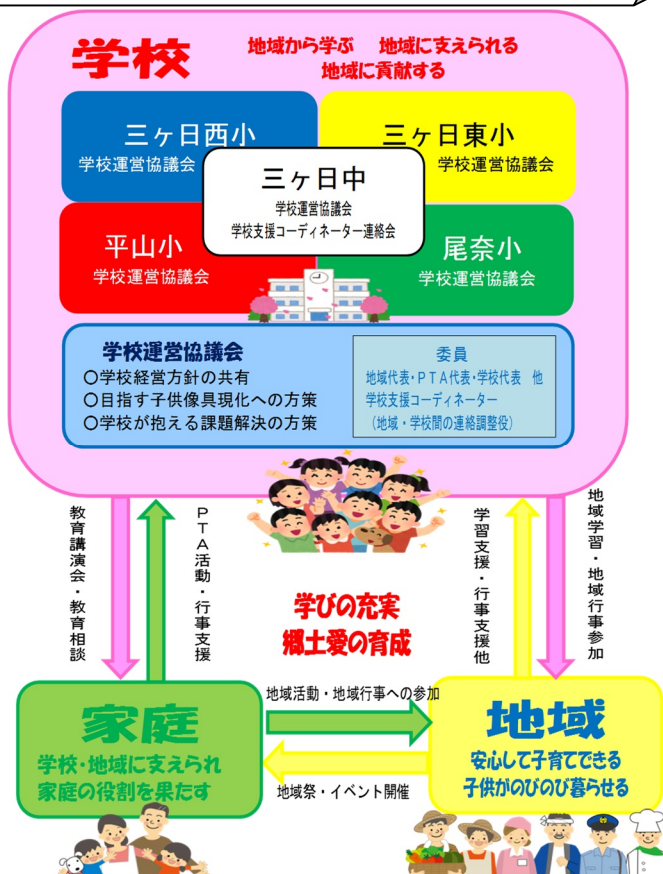 学校
地域から学ぶ 地域に支えられる
地域に貢献する
三ヶ日西小
学校運営協議会
三ヶ日東小
学校運営協議会
三ヶ日中
学校運営協議会
学校支援コーディネーター連絡会
平山小
学校運営協議会
尾奈小
学校運営協議会
学校運営協議会
〇学校経営方針の共有
〇目指す子供像具現化への方策
〇学校が抱える課題解決の方策
委員
地域代表・PTA代表・学校代表 他
学校支援コーディネーター
（地域・学校間の連絡調整役）
教育講演会・教育相談
PTA活動・行事支援
学習支援・行事支援他
地域学習・地域行事参加
学びの充実
郷土愛の育成
地域活動・地域行事への参加
家庭
学校・地域に支えられ
家庭の役割を果たす
地域
安心して子育てできる
子供がのびのび暮らせる
地域祭・イベント開催